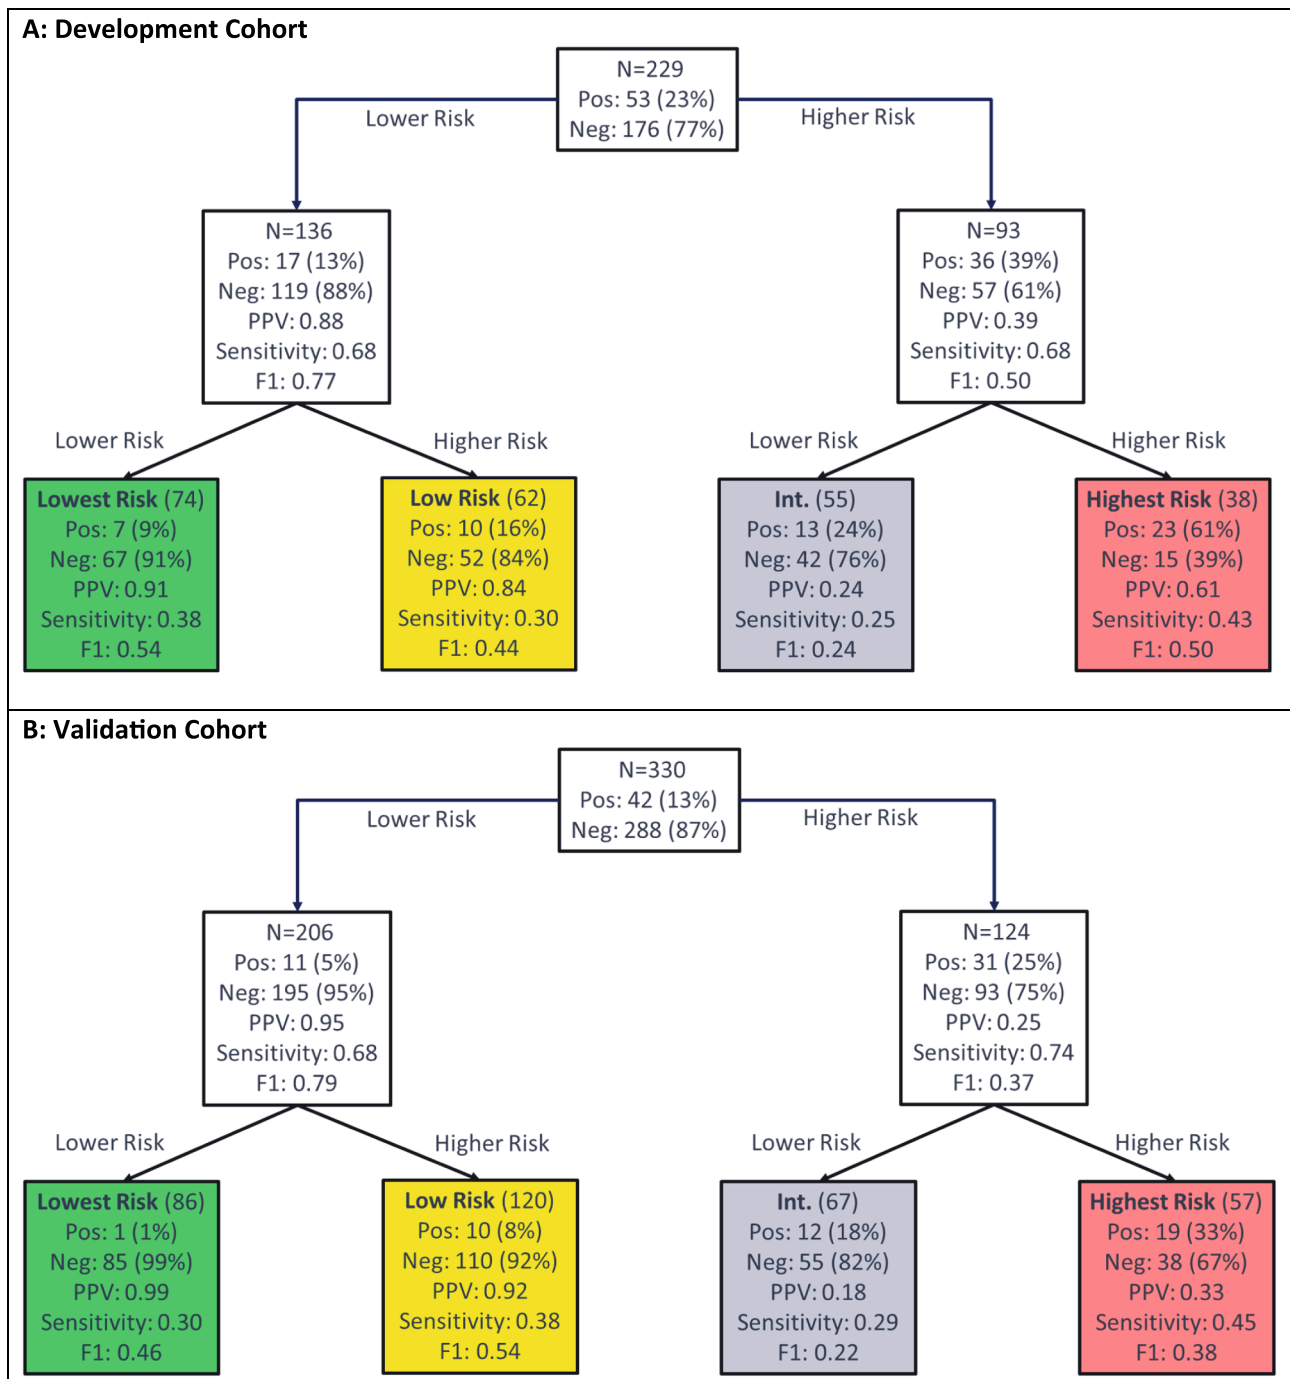 A: Development Cohort
N=229
Pos: 53 (23%)
Neg: 176 (77%)
Lower Risk
Higher Risk
N=136
Pos: 17 (13%)
Neg: 119 (88%)
PPV: 0.88
Sensitivity: 0.68
F1: 0.77
N=93
Pos: 36 (39%)
Neg: 57 (61%)
PPV: 0.39
Sensitivity: 0.68
F1: 0.50
Lower Risk
Higher Risk
Lower Risk
Higher Risk
Lowest Risk (74)
Pos: 7 (9%)
Neg: 67 (91%)
PPV: 0.91
Sensitivity: 0.38
F1: 0.54
Low Risk (62)
Pos: 10 (16%)
Neg: 52 (84%)
PPV: 0.84
Sensitivity: 0.30
F1: 0.44
Int. (55)
Pos: 13 (24%)
Neg: 42 (76%)
PPV: 0.24
Sensitivity: 0.25
F1: 0.24
Highest Risk (38)
Pos: 23 (61%)
Neg: 15 (39%)
PPV: 0.61
Sensitivity: 0.43
F1: 0.50
B: Validation Cohort
N=330
Pos: 42 (13%)
Neg: 288 (87%)
Lower Risk
Higher Risk
N=206
Pos: 11 (5%)
Neg: 195 (95%)
PPV: 0.95
Sensitivity: 0.68
F1: 0.79
N=124
Pos: 31 (25%)
Neg: 93 (75%)
PPV: 0.25
Sensitivity: 0.74
F1: 0.37
Lower Risk
Higher Risk
Lower Risk
Higher Risk
Lowest Risk (86)
Pos: 1 (1%)
Neg: 85 (99%)
PPV: 0.99
Sensitivity: 0.30
F1: 0.46
Low Risk (120)
Pos: 10 (8%)
Neg: 110 (92%)
PPV: 0.92
Sensitivity: 0.38
F1: 0.54
Int. (67)
Pos: 12 (18%)
Neg: 55 (82%)
PPV: 0.18
Sensitivity: 0.29
F1: 0.22
Highest Risk (57)
Pos: 19 (33%)
Neg: 38 (67%)
PPV: 0.33
Sensitivity: 0.45
F1: 0.38